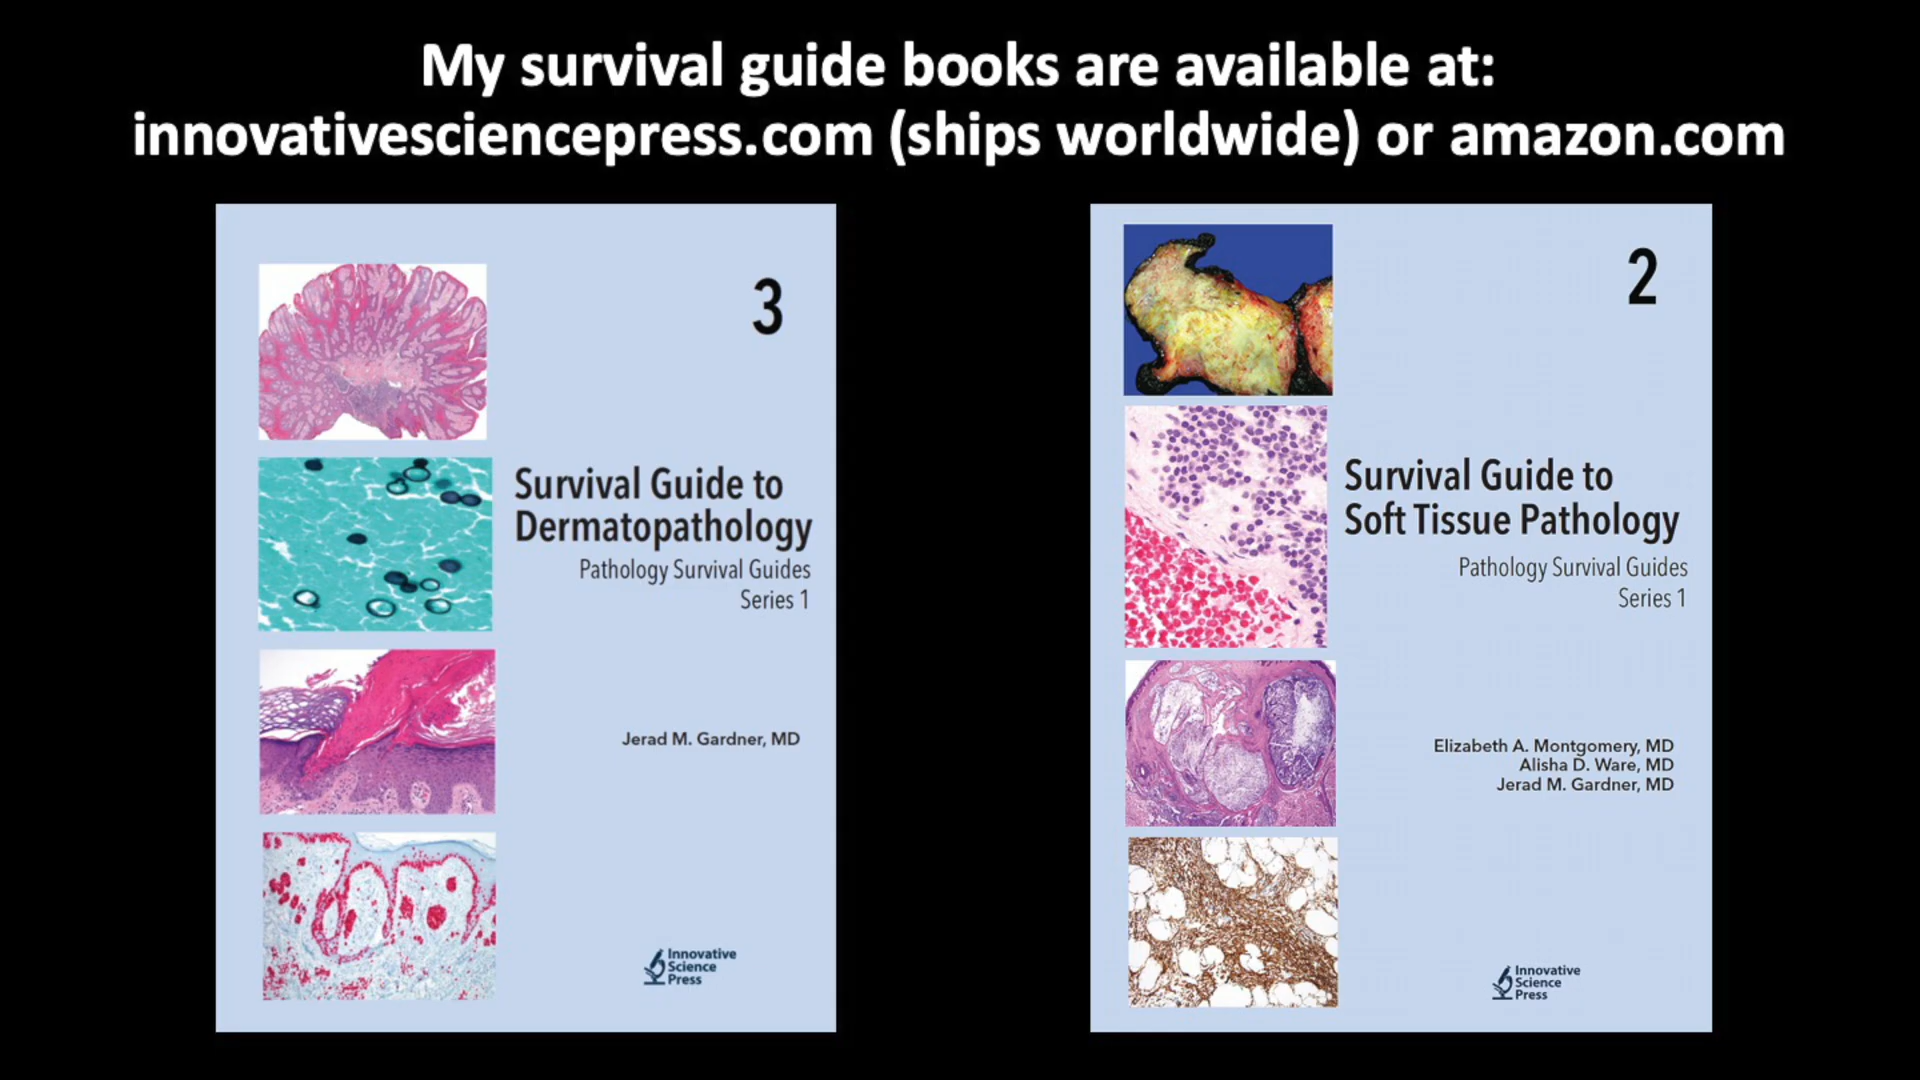 My survival guide books are available at:
innovativesciencepress.com (ships worldwide) or amazon.com
3
Survival Guide to
Dermatopathology
Pathology Survival Guides
Series 1
Jerad M. Gardner, MD
Innovative
Science
Press
2
Survival Guide to
Soft Tissue Pathology
Pathology Survival Guides
Series 1
Elizabeth A. Montgomery, MD
Alisha D. Ware, MD
Jerad M. Gardner, MD
Innovative
Science
Press